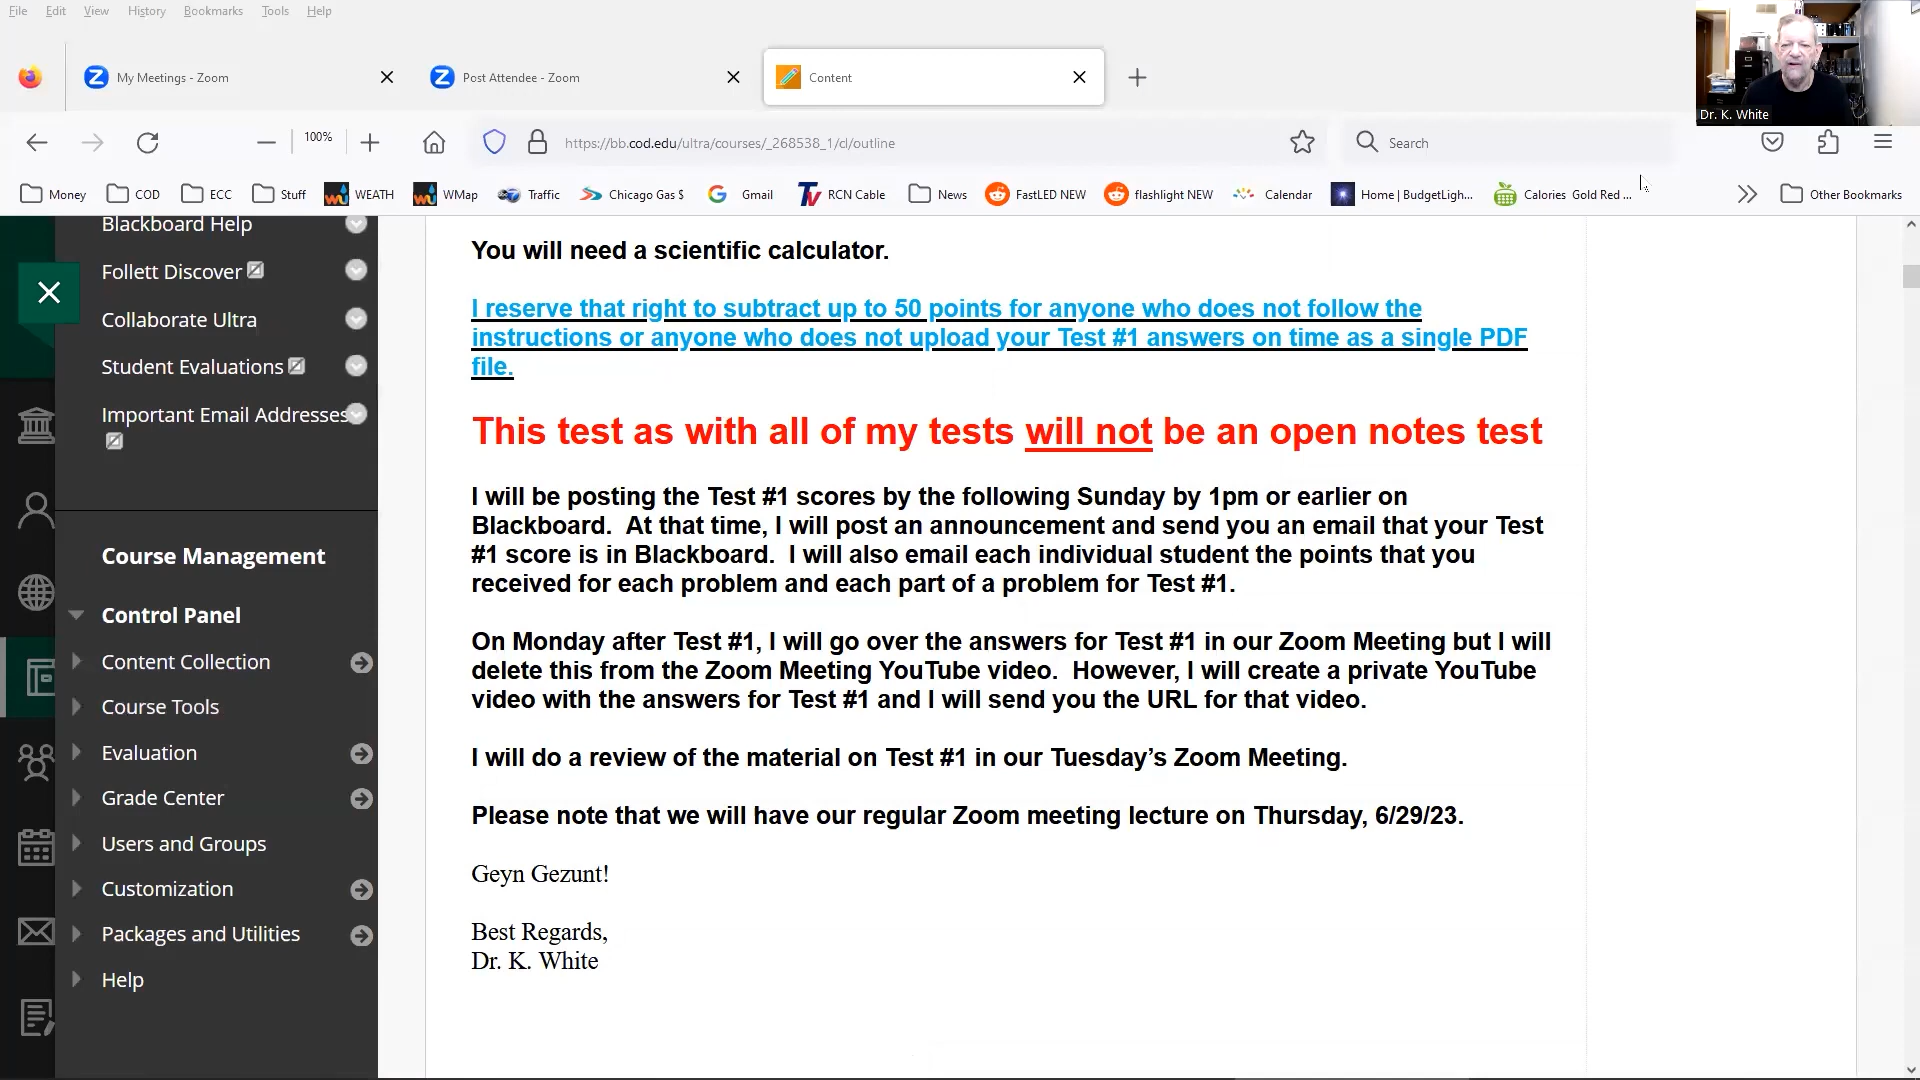 File Edit View History Bookmarks Tools Help
My Meetings - Zoom
Post Attendee - Zoom
Content
Dr. K. White
100%
https://bb.cod.edu/ultra/courses/_268538_1/cl/outline
Search
Money COD ECC Stuff WEATH WMap Traffic Chicago Gas $ Gmail RCN Cable News FastLED NEW flashlight NEW Calendar Home | BudgetLigh... Calories Gold Red ... Other Bookmarks
Blackboard Help
Follett Discover
Collaborate Ultra
Student Evaluations
Important Email Addresses
Course Management
Control Panel
Content Collection
Course Tools
Evaluation
Grade Center
Users and Groups
Customization
Packages and Utilities
Help
You will need a scientific calculator.
I reserve that right to subtract up to 50 points for anyone who does not follow the
instructions or anyone who does not upload your Test #1 answers on time as a single PDF
file.
This test as with all of my tests will not be an open notes test
I will be posting the Test #1 scores by the following Sunday by 1pm or earlier on
Blackboard. At that time, I will post an announcement and send you an email that your Test
#1 score is in Blackboard. I will also email each individual student the points that you
received for each problem and each part of a problem for Test #1.
On Monday after Test #1, I will go over the answers for Test #1 in our Zoom Meeting but I will
delete this from the Zoom Meeting YouTube video. However, I will create a private YouTube
video with the answers for Test #1 and I will send you the URL for that video.
I will do a review of the material on Test #1 in our Tuesday's Zoom Meeting.
Please note that we will have our regular Zoom meeting lecture on Thursday, 6/29/23.
Geyn Gezunt!
Best Regards,
Dr. K. White